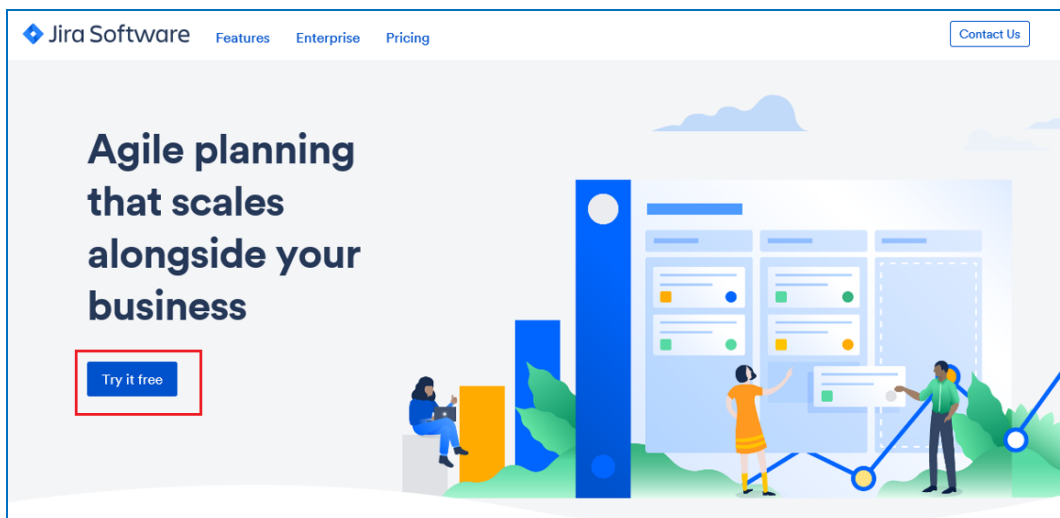 Jira Software Features Enterprise Pricing Contact Us
Agile planning
that scales
alongside your
business
Try it free